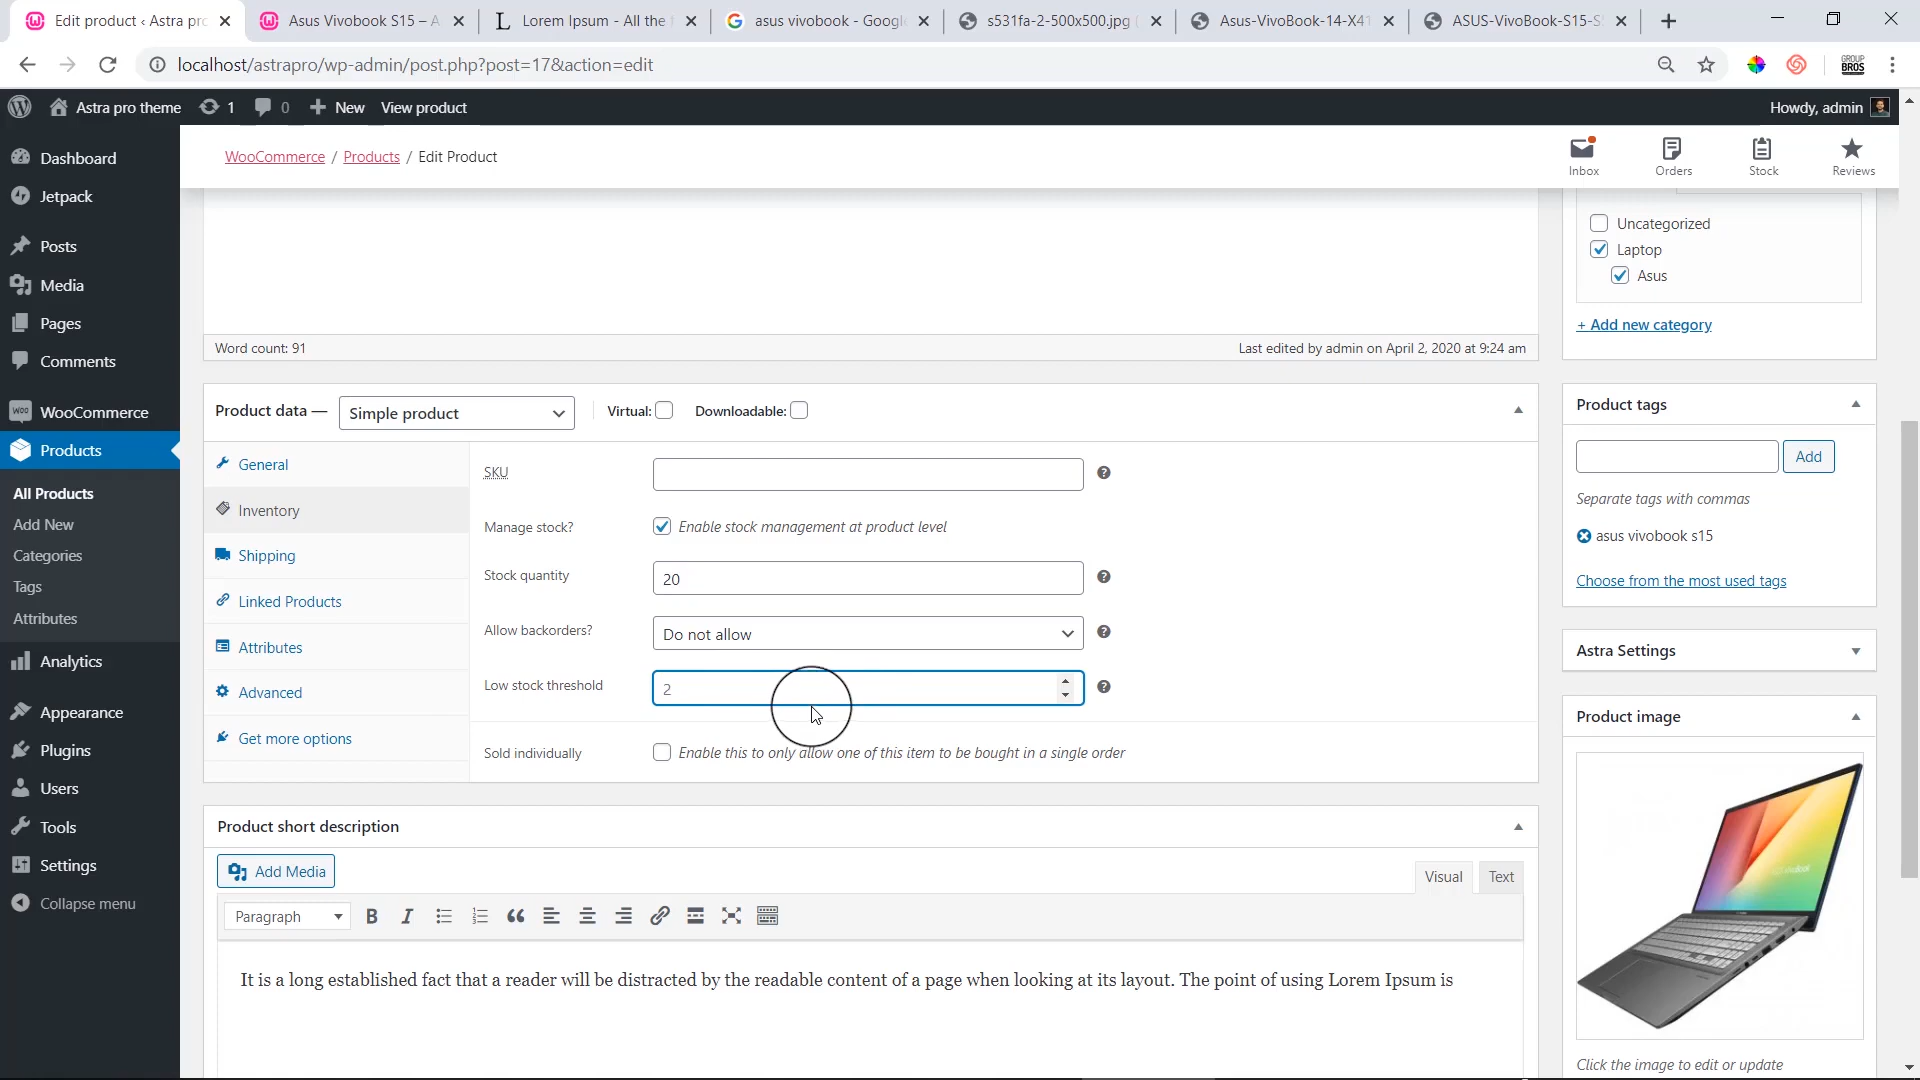 Edit product ‹ Astra pro
Asus Vivobook S15 – A
Lorem Ipsum - All the f
asus vivobook - Google
s531fa-2-500x500.jpg (
Asus-VivoBook-14-X41
ASUS-VivoBook-S15-S
localhost/astrapro/wp-admin/post.php?post=17&action=edit
GROUP
BROS
Astra pro theme
1
0
New
View product
Howdy, admin
Dashboard
Jetpack
Posts
Media
Pages
Comments
WooCommerce
Products
All Products
Add New
Categories
Tags
Attributes
Analytics
Appearance
Plugins
Users
Tools
Settings
Collapse menu
WooCommerce / Products / Edit Product
Inbox
Orders
Stock
Reviews
Word count: 91
Last edited by admin on April 2, 2020 at 9:24 am
Product data —
Simple product
Virtual:
Downloadable:
General
Inventory
Shipping
Linked Products
Attributes
Advanced
Get more options
SKU
Manage stock?
Enable stock management at product level
Stock quantity
20
Allow backorders?
Do not allow
Low stock threshold
2
Sold individually
Enable this to only allow one of this item to be bought in a single order
Product short description
Add Media
Visual
Text
Paragraph
It is a long established fact that a reader will be distracted by the readable content of a page when looking at its layout. The point of using Lorem Ipsum is
Uncategorized
Laptop
Asus
+ Add new category
Product tags
Add
Separate tags with commas
asus vivobook s15
Choose from the most used tags
Astra Settings
Product image
Click the image to edit or update